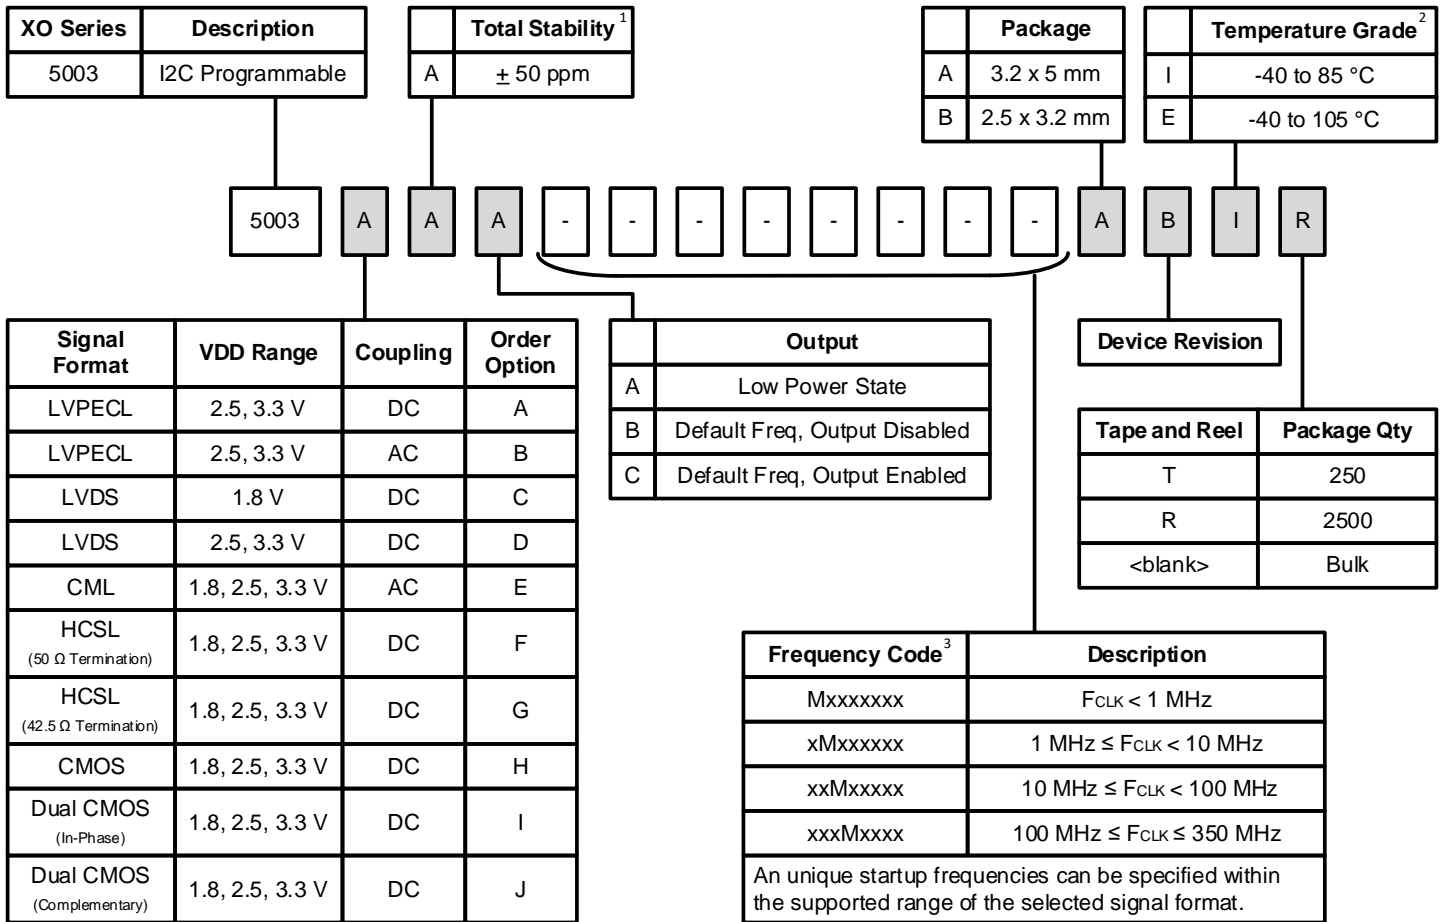 XO Series Description
5003 I2C Programmable
Total Stability 1
A ± 50 ppm
Package
A 3.2 x 5 mm
B 2.5 x 3.2 mm
Temperature Grade 2
I -40 to 85 °C
E -40 to 105 °C
5003 A A A - - - - - - - - A B I R
Signal Format VDD Range Coupling Order Option
LVPECL 2.5, 3.3 V DC A
LVPECL 2.5, 3.3 V AC B
LVDS 1.8 V DC C
LVDS 2.5, 3.3 V DC D
CML 1.8, 2.5, 3.3 V AC E
HCSL (50 Ω Termination) 1.8, 2.5, 3.3 V DC F
HCSL (42.5 Ω Termination) 1.8, 2.5, 3.3 V DC G
CMOS 1.8, 2.5, 3.3 V DC H
Dual CMOS (In-Phase) 1.8, 2.5, 3.3 V DC I
Dual CMOS (Complementary) 1.8, 2.5, 3.3 V DC J
Output
A Low Power State
B Default Freq, Output Disabled
C Default Freq, Output Enabled
Device Revision
Tape and Reel Package Qty
T 250
R 2500
<blank> Bulk
Frequency Code 3 Description
Mxxxxxxx FCLK < 1 MHz
xMxxxxxx 1 MHz ≤ FCLK < 10 MHz
xxMxxxxx 10 MHz ≤ FCLK < 100 MHz
xxxMxxxx 100 MHz ≤ FCLK ≤ 350 MHz
An unique startup frequencies can be specified within
the supported range of the selected signal format.